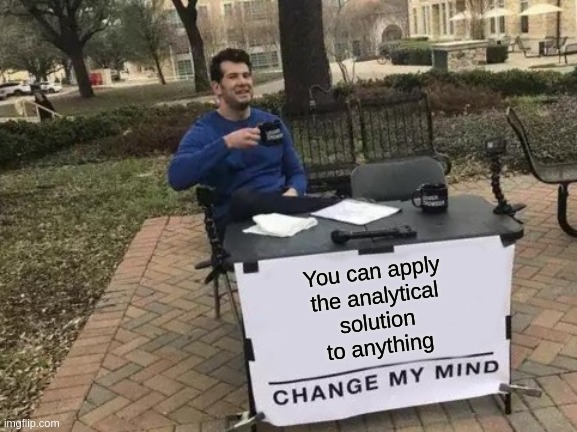 You can apply
the analytical
solution
to anything
CHANGE MY MIND
imgflip.com